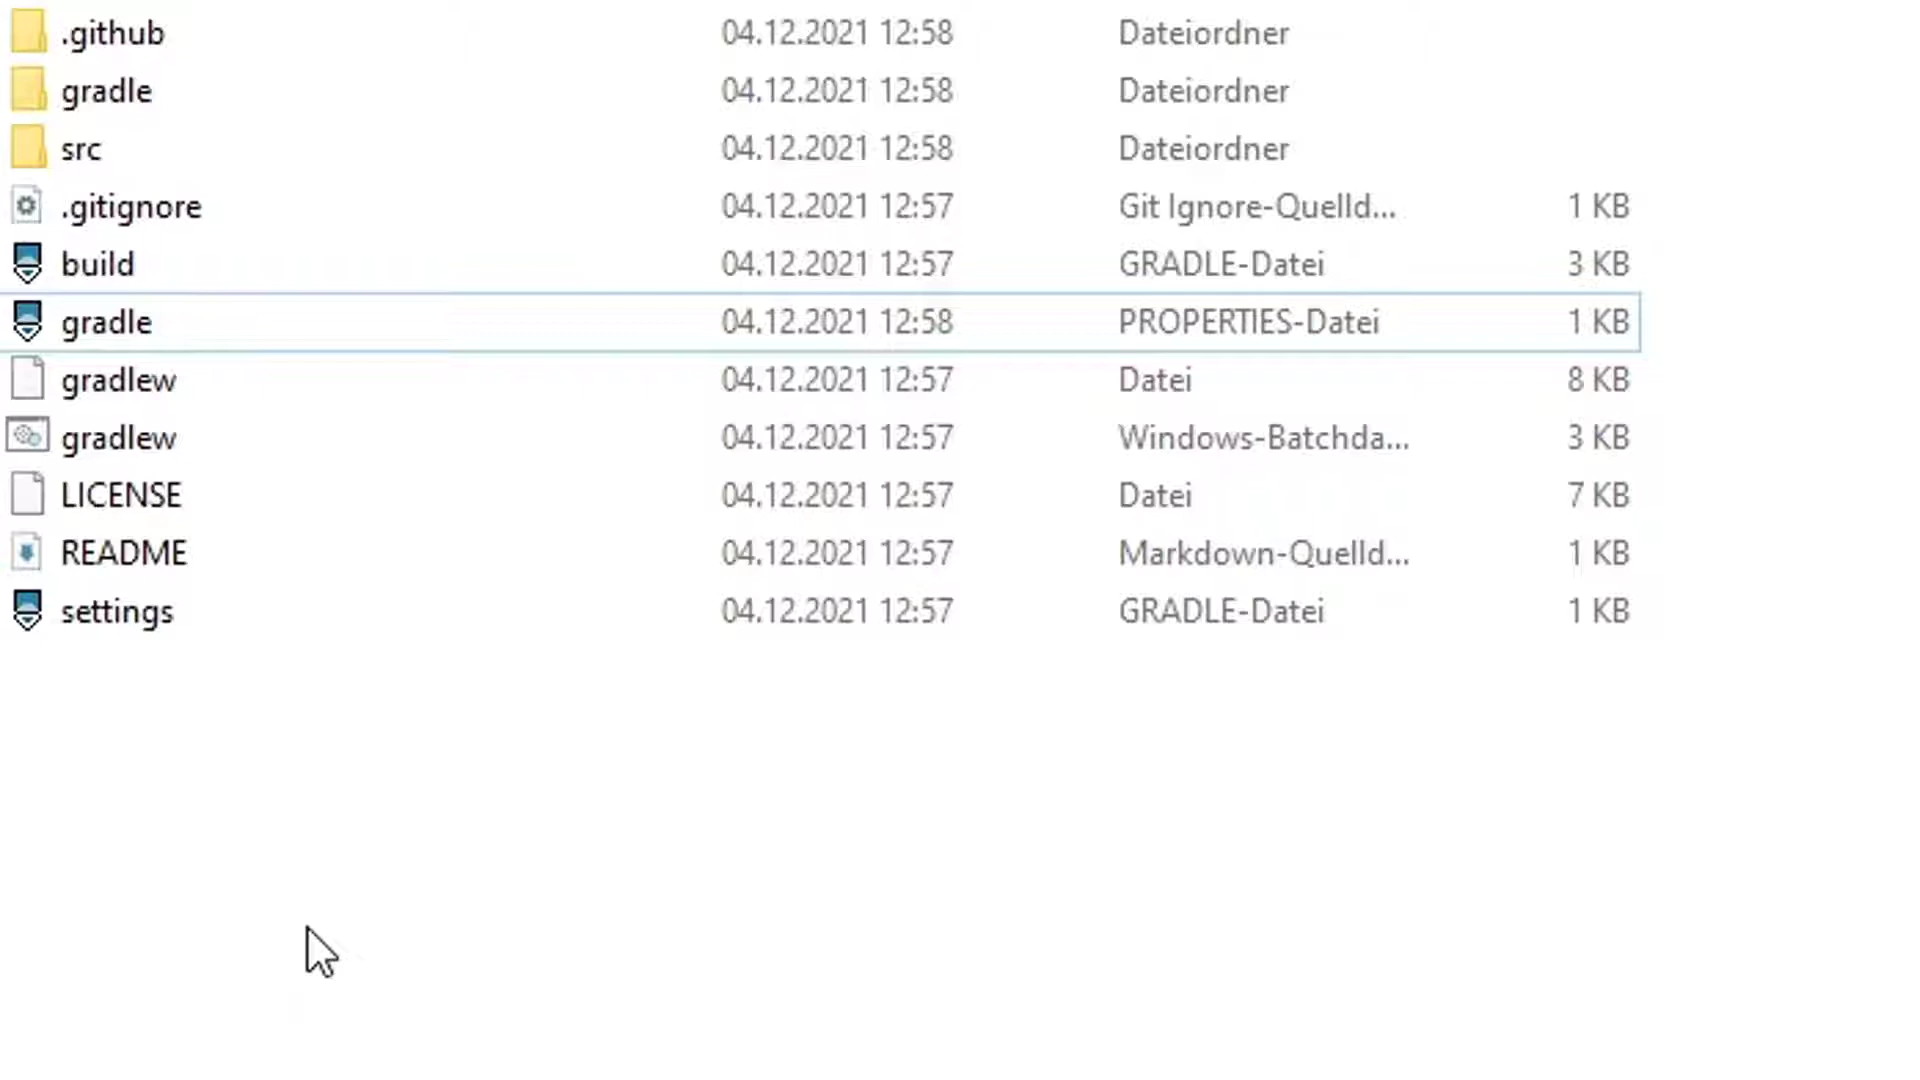 .github 04.12.2021 12:58 Dateiordner
gradle 04.12.2021 12:58 Dateiordner
src 04.12.2021 12:58 Dateiordner
.gitignore 04.12.2021 12:57 Git Ignore-Quelld... 1 KB
build 04.12.2021 12:57 GRADLE-Datei 3 KB
gradle 04.12.2021 12:58 PROPERTIES-Datei 1 KB
gradlew 04.12.2021 12:57 Datei 8 KB
gradlew 04.12.2021 12:57 Windows-Batchda... 3 KB
LICENSE 04.12.2021 12:57 Datei 7 KB
README 04.12.2021 12:57 Markdown-Quelld... 1 KB
settings 04.12.2021 12:57 GRADLE-Datei 1 KB